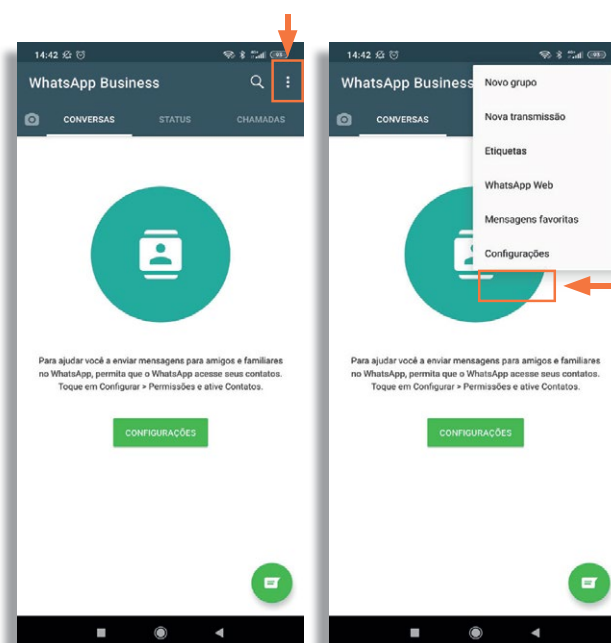 14:42
WhatsApp Business
CONVERSAS STATUS CHAMADAS
Para ajudar você a enviar mensagens para amigos e familiares
no WhatsApp, permita que o WhatsApp acesse seus contatos.
Toque em Configurar > Permissões e ative Contatos.
CONFIGURAÇÕES
14:42
WhatsApp Business
CONVERSAS
Novo grupo
Nova transmissão
Etiquetas
WhatsApp Web
Mensagens favoritas
Configurações
Para ajudar você a enviar mensagens para amigos e familiares
no WhatsApp, permita que o WhatsApp acesse seus contatos.
Toque em Configurar > Permissões e ative Contatos.
CONFIGURAÇÕES